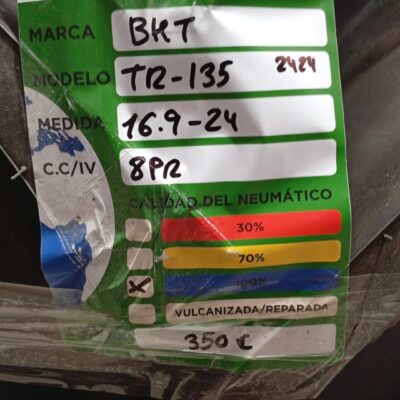 MARCA BKT
MODELO TR-135 2424
MEDIDA 16.9-24
C.C/IV 8PR
CALIDAD DEL NEUMÁTICO
30%
70%
X 100%
VULCANIZADA/REPARADA
350 €